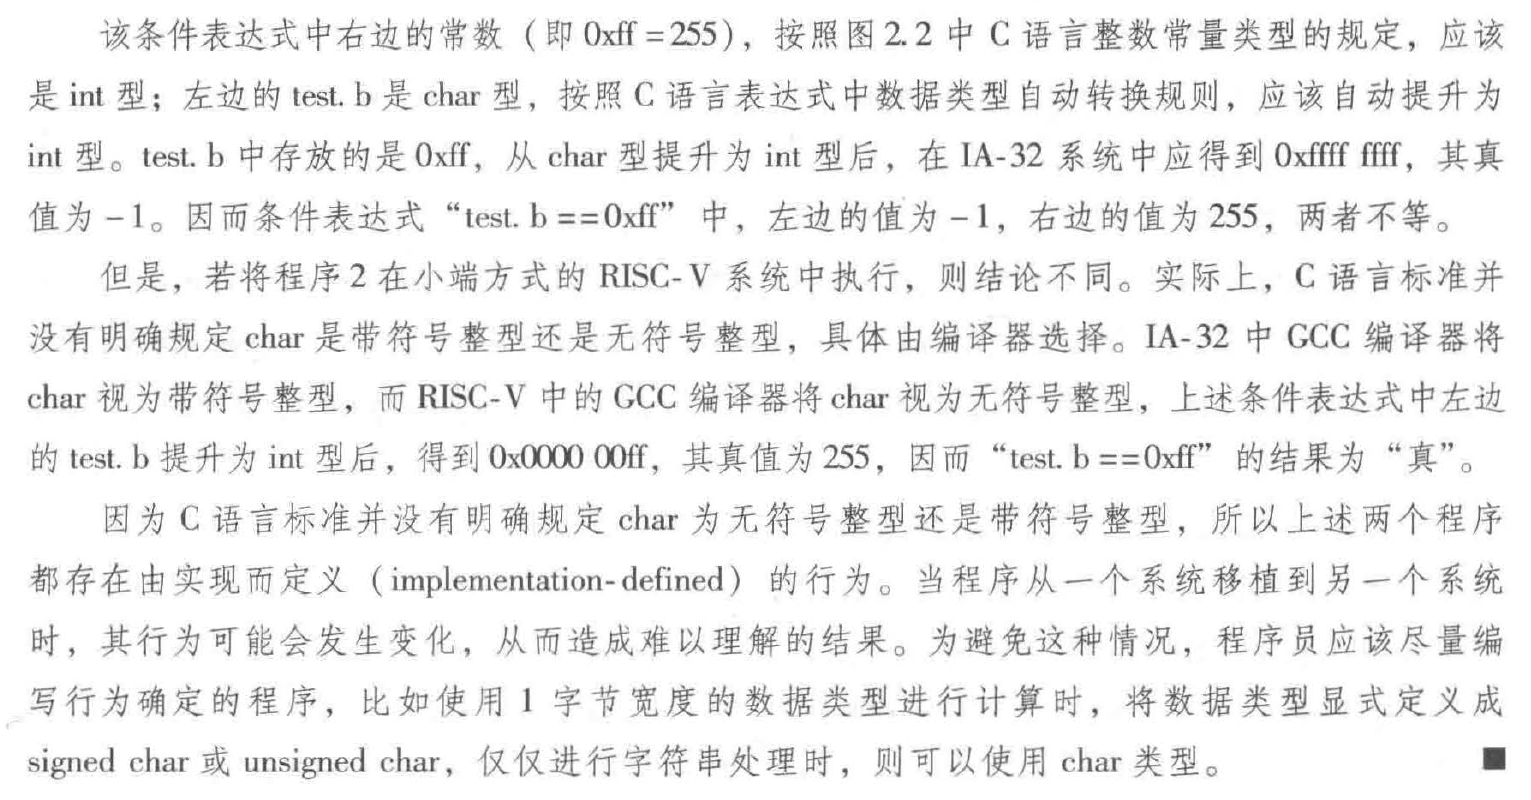 该条件表达式中右边的常数（即 0xff = 255），按照图 2.2 中 C 语言整数常量类型的规定，应该
是 int 型；左边的 test. b 是 char 型，按照 C 语言表达式中数据类型自动转换规则，应该自动提升为
int 型。test. b 中存放的是 0xff，从 char 型提升为 int 型后，在 IA-32 系统中应得到 0xffff ffff，其真
值为 -1。因而条件表达式“test. b ==0xff”中，左边的值为 -1，右边的值为 255，两者不等。
但是，若将程序 2 在小端方式的 RISC-V 系统中执行，则结论不同。实际上，C 语言标准并
没有明确规定 char 是带符号整型还是无符号整型，具体由编译器选择。IA-32 中 GCC 编译器将
char 视为带符号整型，而 RISC-V 中的 GCC 编译器将 char 视为无符号整型，上述条件表达式中左边
的 test. b 提升为 int 型后，得到 0x0000 00ff，其真值为 255，因而“test. b ==0xff”的结果为“真”。
因为 C 语言标准并没有明确规定 char 为无符号整型还是带符号整型，所以上述两个程序
都存在由实现而定义（implementation-defined）的行为。当程序从一个系统移植到另一个系统
时，其行为可能会发生变化，从而造成难以理解的结果。为避免这种情况，程序员应该尽量编
写行为确定的程序，比如使用 1 字节宽度的数据类型进行计算时，将数据类型显式定义成
signed char 或 unsigned char，仅仅进行字符串处理时，则可以使用 char 类型。 ■